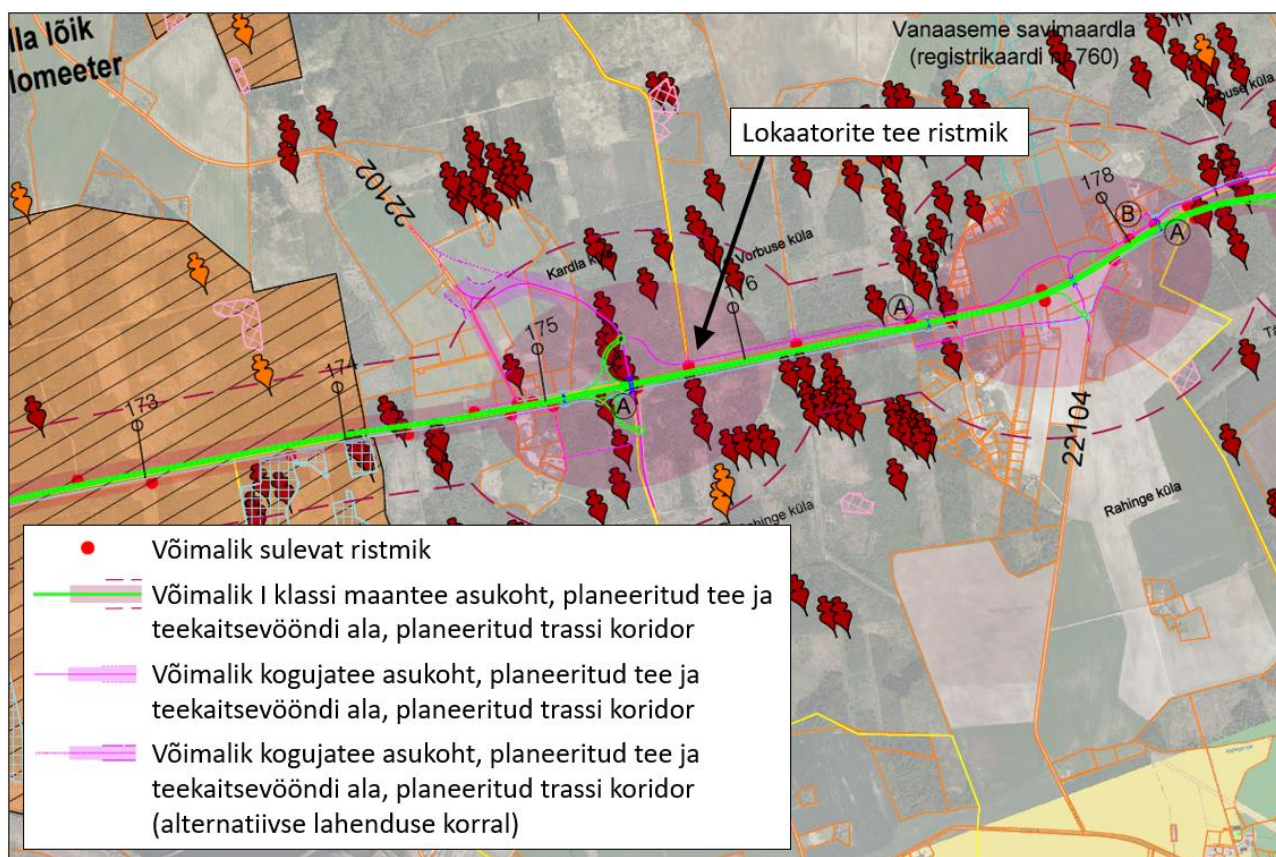 lla lõik
lomeeter
Vanaaseme savimaardla
(registrikaardi nr 760)
Vorbuse küla
Lokaatorite tee ristmik
22102
178
B
A
Kardla küla
Vorbuse küla
A
175
176
174
A
173
22104
Rahinge küla
Rahinge küla
Võimalik sulevat ristmik
Võimalik I klassi maantee asukoht, planeeritud tee ja
teekaitsevööndi ala, planeeritud trassi koridor
Võimalik kogujatee asukoht, planeeritud tee ja
teekaitsevööndi ala, planeeritud trassi koridor
Võimalik kogujatee asukoht, planeeritud tee ja
teekaitsevööndi ala, planeeritud trassi koridor
(alternatiivse lahenduse korral)